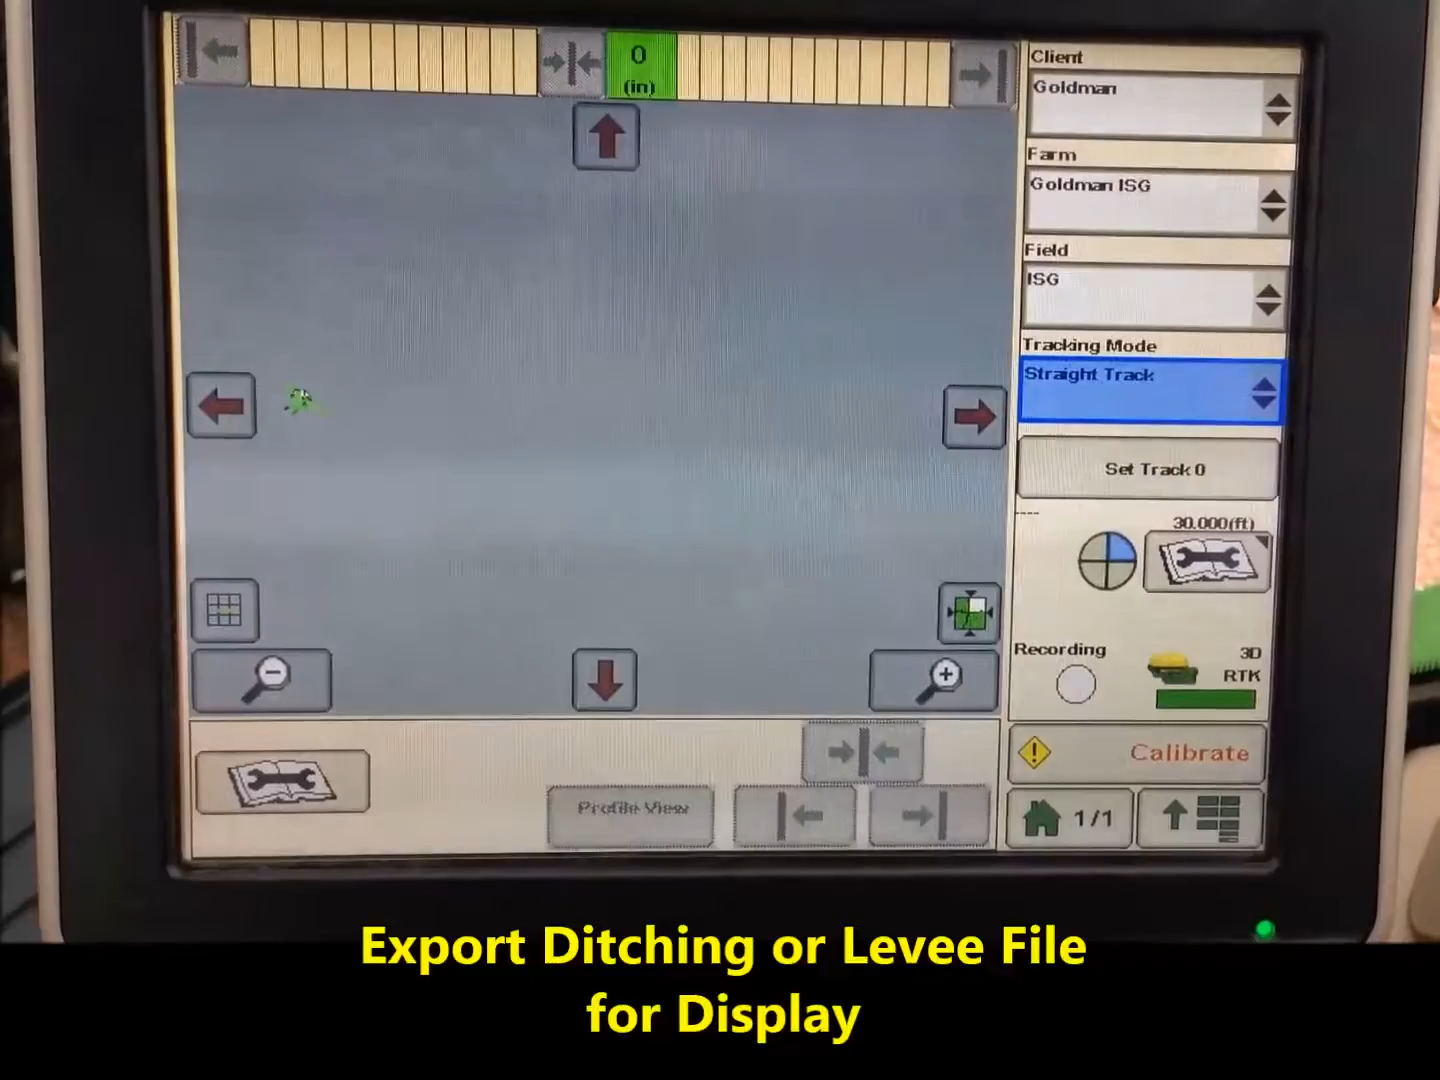 0
(in)
Client
Goldman
Farm
Goldman ISG
Field
ISG
Tracking Mode
Straight Track
Set Track 0
----
30.000(ft)
Recording
3D
RTK
Calibrate
Profile View
1/1
Export Ditching or Levee File
for Display